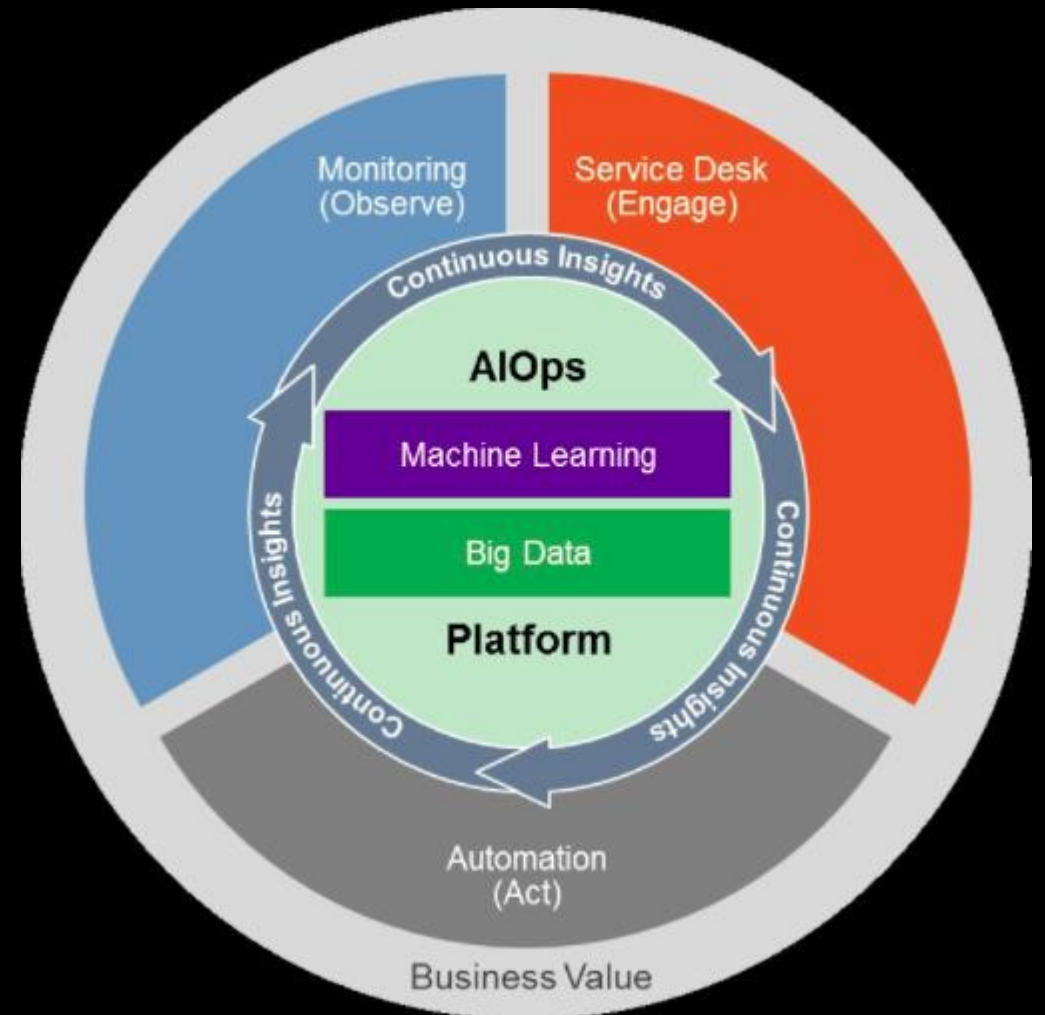 Monitoring
(Observe)
Service Desk
(Engage)
Continuous Insights
AIOps
Machine Learning
Big Data
Platform
Continuous Insights
Continuous Insights
Automation
(Act)
Business Value